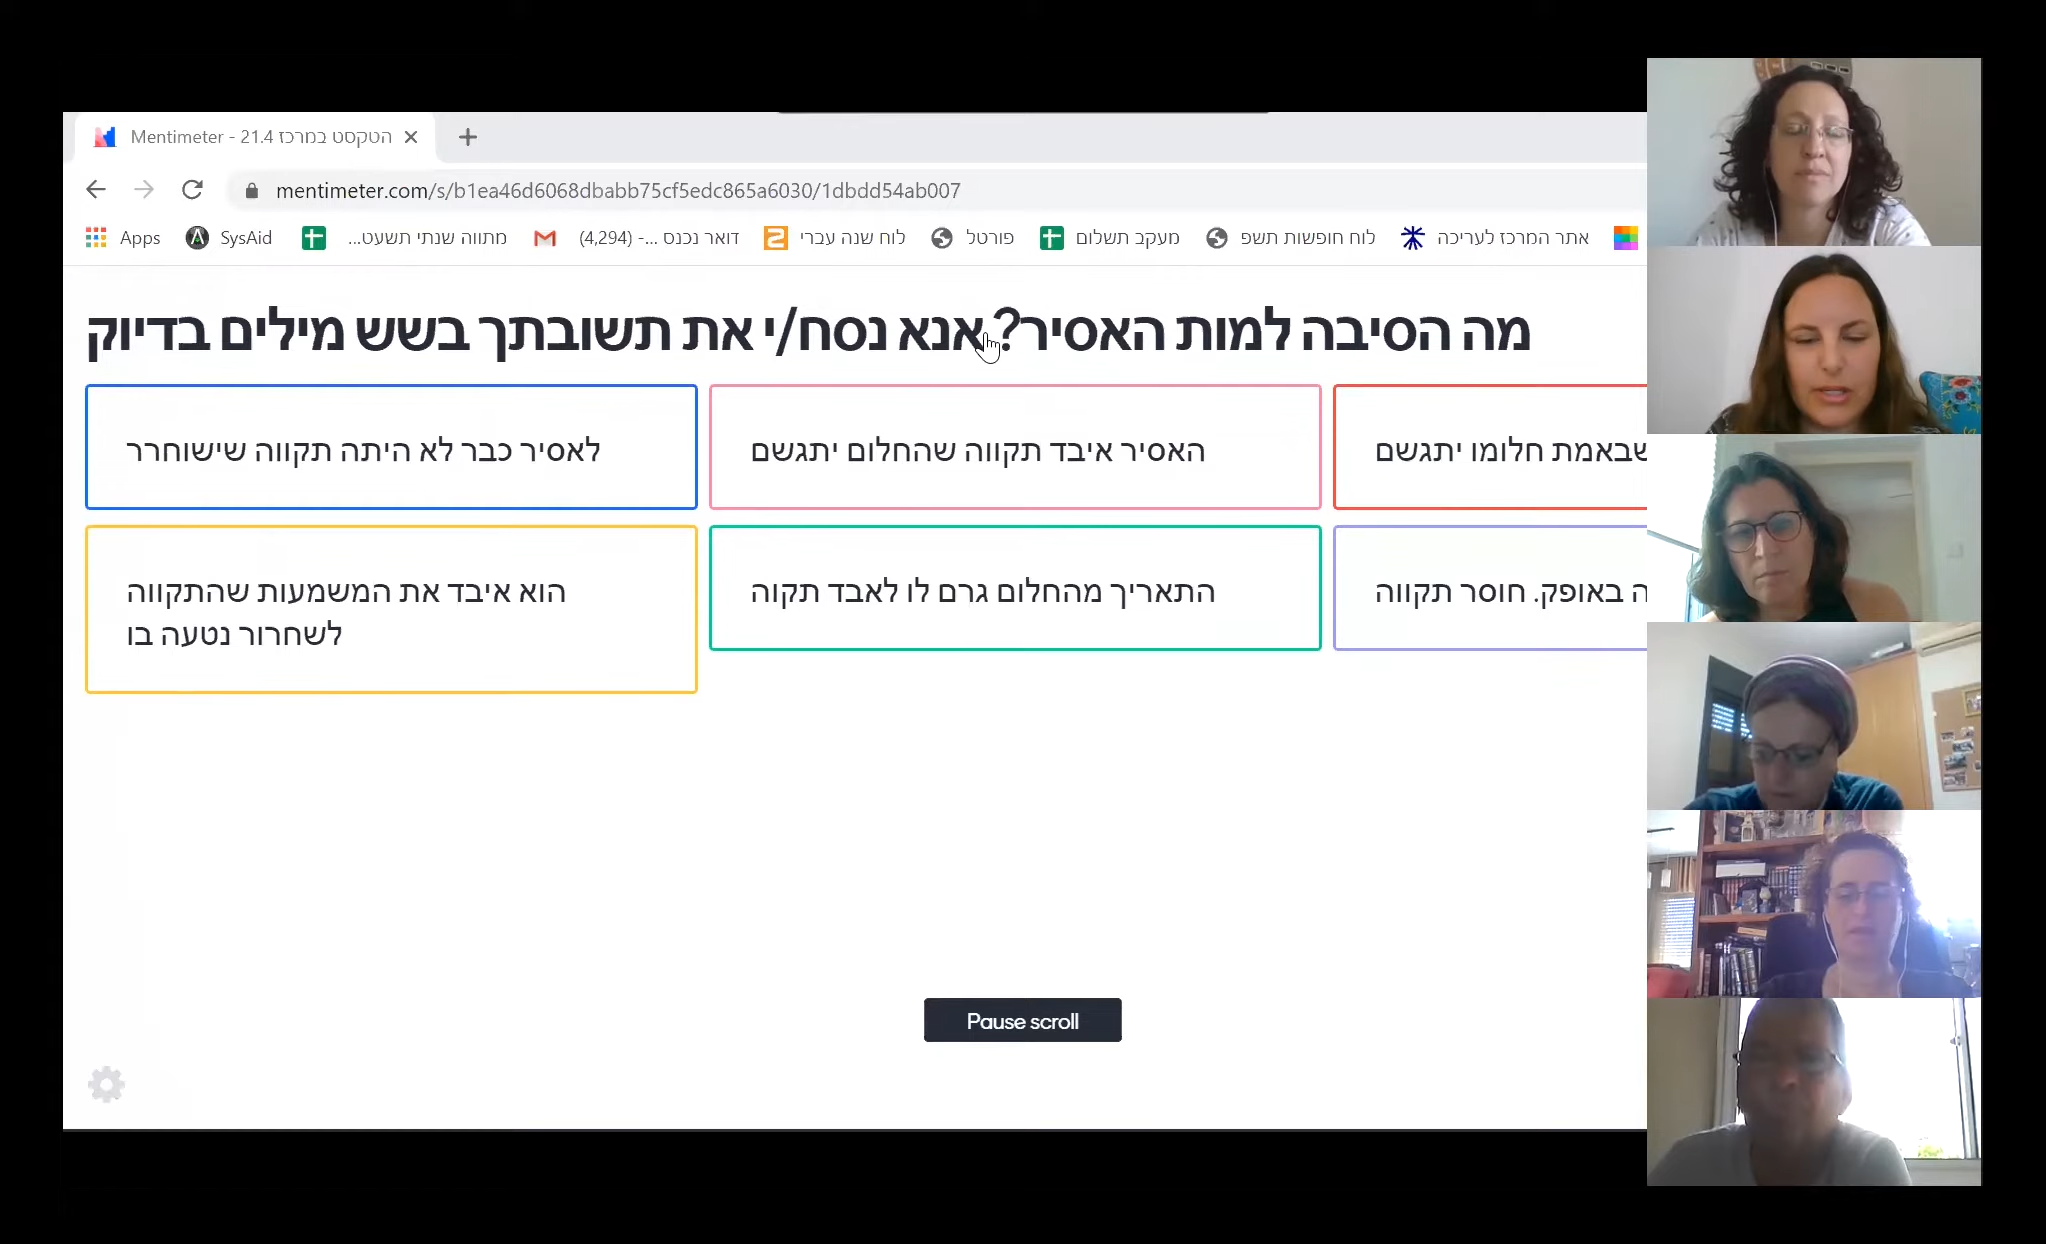 Mentimeter - 21.4 הטקסט במרכז
mentimeter.com/s/b1ea46d6068dbabb75cf5edc865a6030/1dbdd54ab007
Apps
SysAid
מתווה שנתי תשעט...
דואר נכנס ...- (4,294)
לוח שנה עברי
פורטל
מעקב תשלום
לוח חופשות תשפ
אתר המרכז לעריכה
מה הסיבה למות האסיר? אנא נסח/י את תשובתך בשש מילים בדיוק
לאסיר כבר לא היתה תקווה שישוחרר
האסיר איבד תקווה שהחלום יתגשם
שבאמת חלומו יתגשם
הוא איבד את המשמעות שהתקווה
לשחרור נטעה בו
התאריך מהחלום גרם לו לאבד תקוה
באופק. חוסר תקווה
Pause scroll